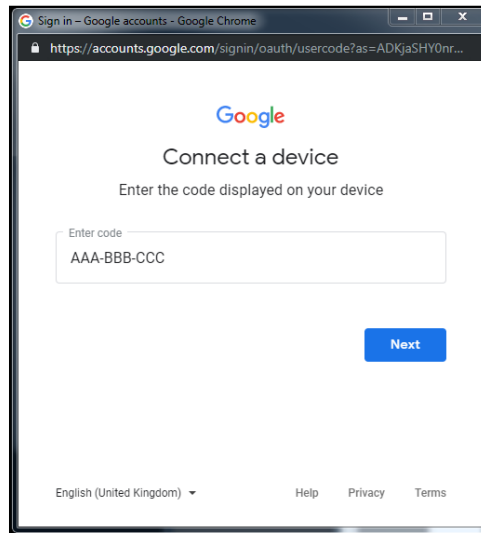 Sign in – Google accounts - Google Chrome
https://accounts.google.com/signin/oauth/usercode?as=ADKjaSHY0nr...
Google
Connect a device
Enter the code displayed on your device
Enter code
AAA-BBB-CCC
Next
English (United Kingdom) Help Privacy Terms